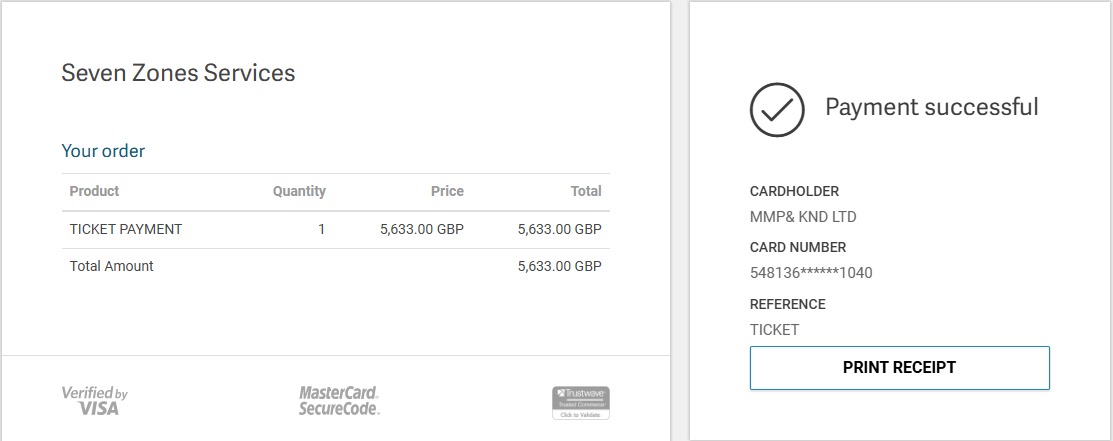 Seven Zones Services
Your order
Product Quantity Price Total
TICKET PAYMENT 1 5,633.00 GBP 5,633.00 GBP
Total Amount 5,633.00 GBP
Verified by
VISA
MasterCard.
SecureCode.
Trustwave
Trusted Commerce
Click to Validate
Payment successful
CARDHOLDER
MMP& KND LTD
CARD NUMBER
548136******1040
REFERENCE
TICKET
PRINT RECEIPT